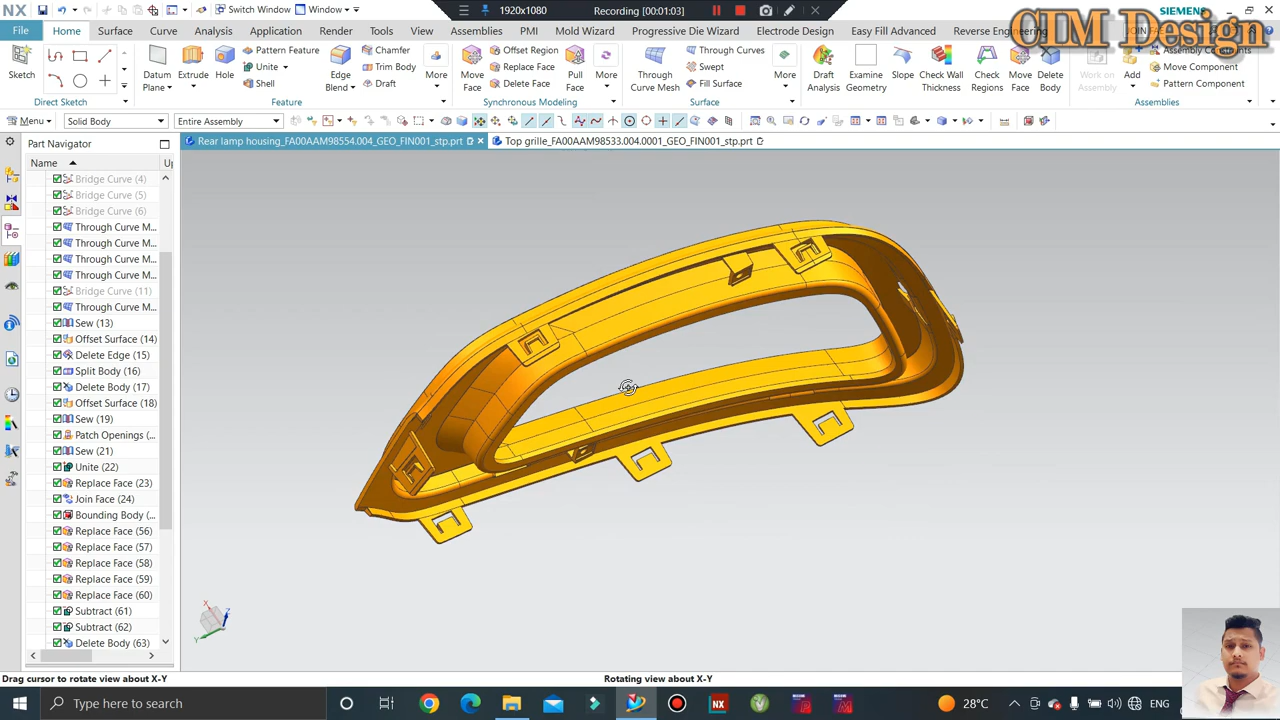 NX
Switch Window
Window
1920x1080
Recording [00:01:03]
SIEMENS
CIM Design
File
Home
Surface
Curve
Analysis
Application
Render
Tools
View
Assemblies
PMI
Mold Wizard
Progressive Die Wizard
Electrode Design
Easy Fill Advanced
Reverse Engineering
Sketch
Direct Sketch
Datum Plane
Extrude
Hole
Pattern Feature
Unite
Shell
Edge Blend
Chamfer
Trim Body
Draft
More
Feature
Move Face
Offset Region
Replace Face
Delete Face
Pull Face
More
Synchronous Modeling
Through Curve Mesh
Through Curves
Swept
Fill Surface
More
Surface
Draft Analysis
Examine Geometry
Slope
Check Wall Thickness
Check Regions
Move Face
Delete Body
Work on Assembly
Add
Assembly Constraints
Move Component
Pattern Component
Assemblies
Menu
Solid Body
Entire Assembly
Part Navigator
Rear lamp housing_FA00AAM98554.004_GEO_FIN001_stp.prt
Top grille_FA00AAM98533.004.0001_GEO_FIN001_stp.prt
Name
Up
Bridge Curve (4)
Bridge Curve (5)
Bridge Curve (6)
Through Curve M...
Through Curve M...
Through Curve M...
Through Curve M...
Bridge Curve (11)
Through Curve M...
Sew (13)
Offset Surface (14)
Delete Edge (15)
Split Body (16)
Delete Body (17)
Offset Surface (18)
Sew (19)
Patch Openings (...
Sew (21)
Unite (22)
Replace Face (23)
Join Face (24)
Bounding Body (...
Replace Face (56)
Replace Face (57)
Replace Face (58)
Replace Face (59)
Replace Face (60)
Subtract (61)
Subtract (62)
Delete Body (63)
X
Z
Y
Drag cursor to rotate view about X-Y
Rotating view about X-Y
Type here to search
NX
28°C
ENG